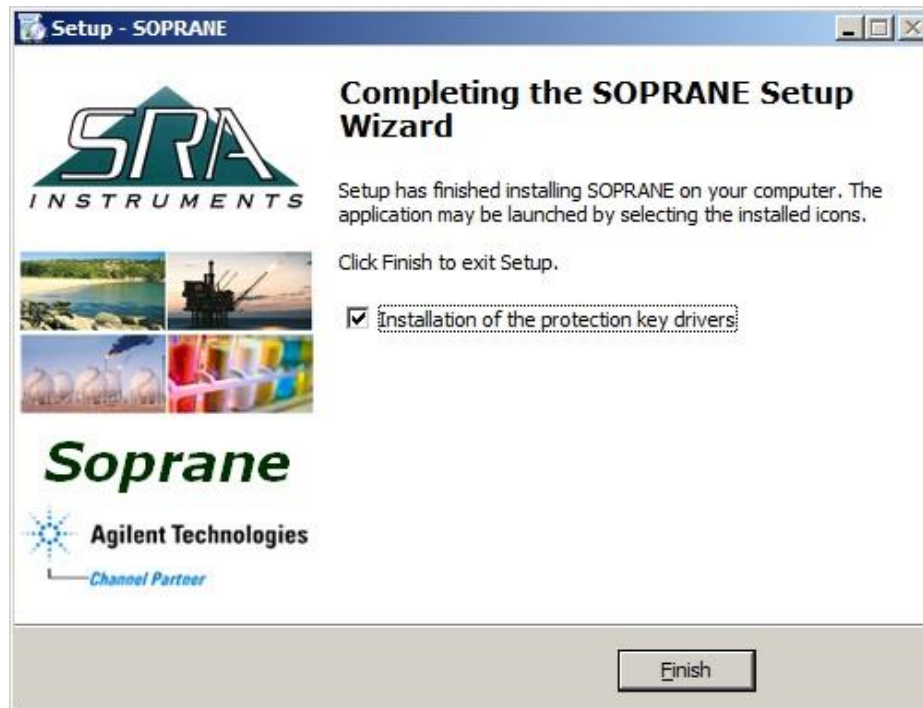 Setup - SOPRANE
SRA
INSTRUMENTS
Completing the SOPRANE Setup
Wizard
Setup has finished installing SOPRANE on your computer. The
application may be launched by selecting the installed icons.
Click Finish to exit Setup.
Installation of the protection key drivers
Soprane
Agilent Technologies
Channel Partner
Finish